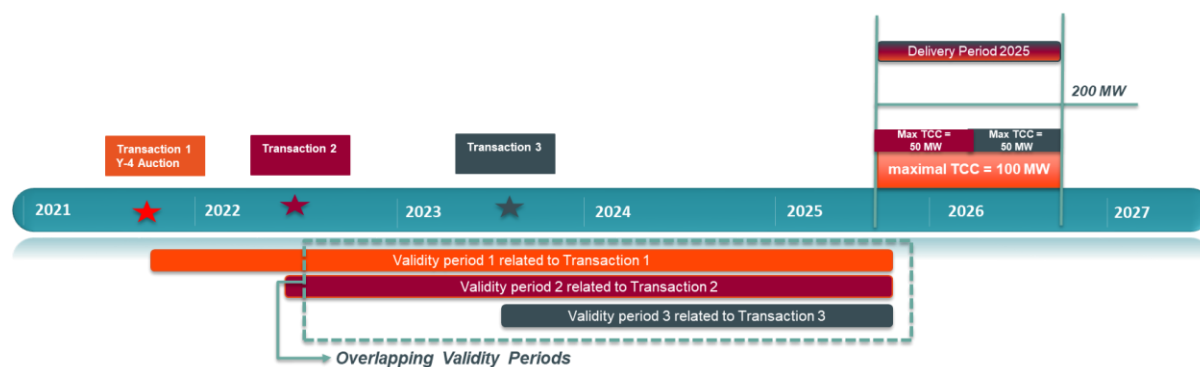 Delivery Period 2025
200 MW
Transaction 1
Y-4 Auction
Transaction 2
Transaction 3
Max TCC =
50 MW
Max TCC =
50 MW
maximal TCC = 100 MW
2021
2022
2023
2024
2025
2026
2027
Validity period 1 related to Transaction 1
Validity period 2 related to Transaction 2
Validity period 3 related to Transaction 3
Overlapping Validity Periods